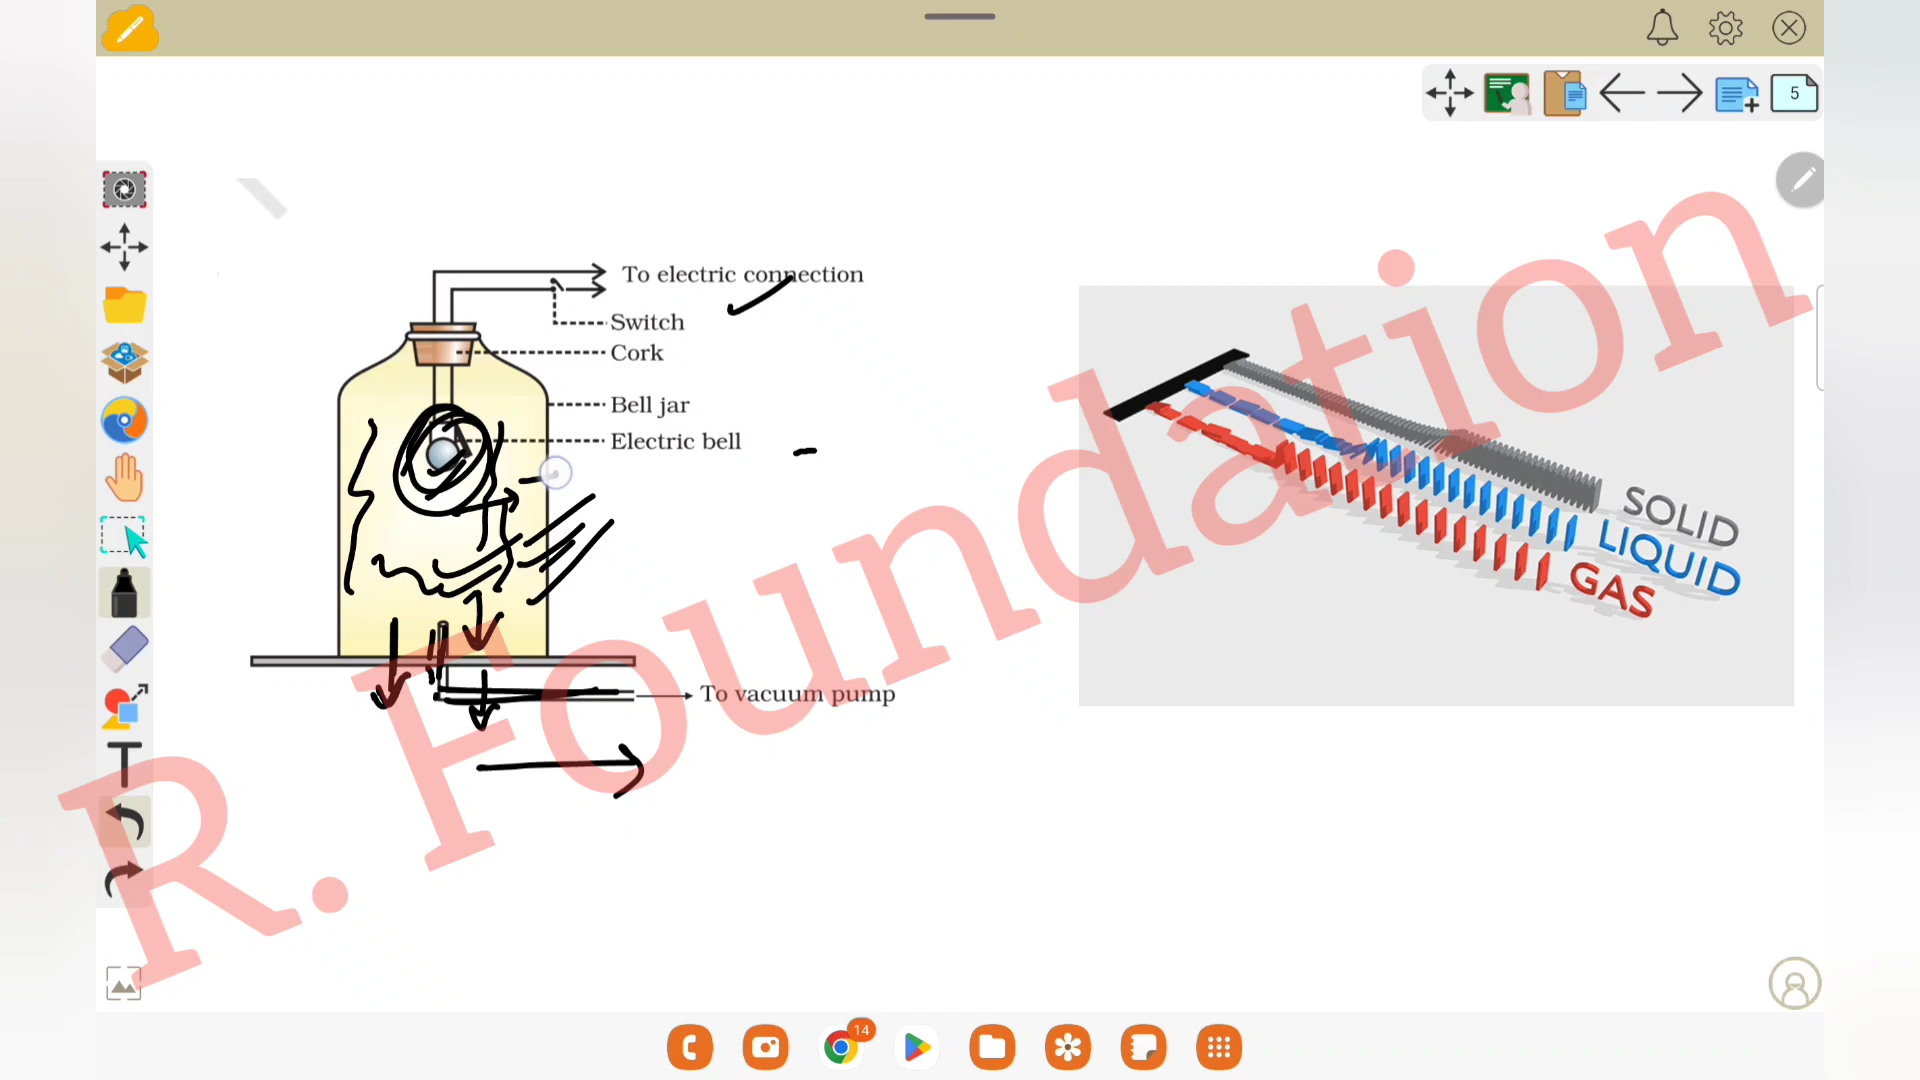 5
To electric connection
Switch
Cork
Bell jar
Electric bell
To vacuum pump
SOLID
LIQUID
GAS
R. Foundation
14